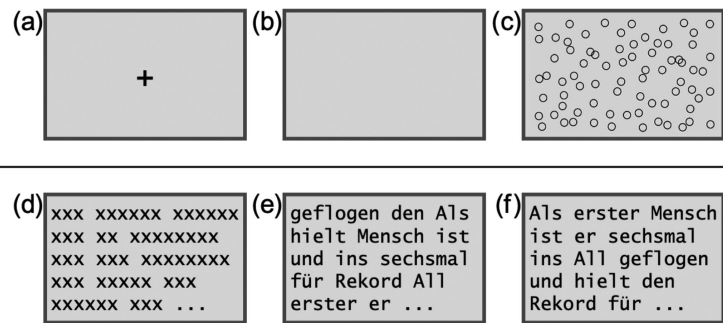 (a)
+
(b)
(c)
(d)
xxx xxxxxx xxxxxx
xxx xx xxxxxxxx
xxx xxx xxxxxxxx
xxx xxxxx xxx
xxxxxx xxx ...
(e)
geflogen den Als
hielt Mensch ist
und ins sechsmal
für Rekord All
erster er ...
(f)
Als erster Mensch
ist er sechsmal
ins All geflogen
und hielt den
Rekord für ...